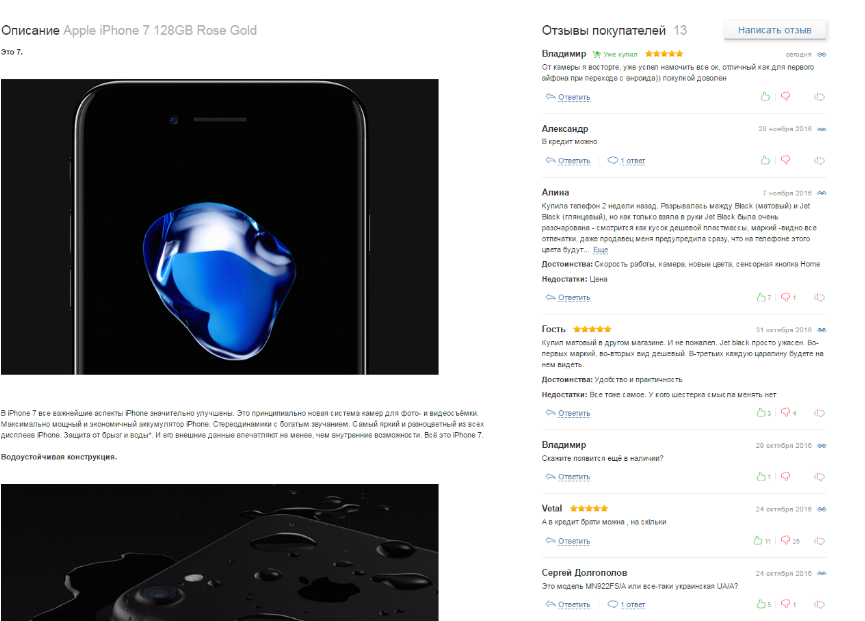 Описание Apple iPhone 7 128GB Rose Gold
Это 7.
В iPhone 7 все важнейшие аспекты iPhone значительно улучшены. Это принципиально новая система камер для фото- и видеосъёмки.
Максимально мощный и экономичный аккумулятор iPhone. Стереодинамики с богатым звучанием. Самый яркий и разноцветный из всех
дисплеев iPhone. Защита от брызг и воды*. И его внешние данные впечатляют не менее, чем внутренние возможности. Всё это iPhone 7.
Водоустойчивая конструкция.
Отзывы покупателей 13
Написать отзыв
Владимир Уже купил сегодня
От камеры я восторге, уже успел намочить все ок, отличный как для первого
айфона при переходе с анроида)) покупкой доволен
Ответить
Александр 28 ноября 2016
В кредит можно
Ответить 1 ответ
Алина 7 ноября 2016
Купила телефон 2 недели назад. Разрывалась между Black (матовый) и Jet
Black (глянцевый), но как только взяла в руки Jet Black была очень
разочарована - смотрится как кусок дешевой пластмассы, маркий -видно все
отпечатки, даже продавец меня предупредила сразу, что на телефоне этого
цвета будут... Еще
Достоинства: Скорость работы, камера, новые цвета, сенсорная кнопка Home
Недостатки: Цена
Ответить 7 1
Гость 31 октября 2016
Купил матовый в другом магазине. И не пожалел. Jet black просто ужасен. Во-
первых маркий, во-вторых вид дешевый. В-третьих каждую царапину будете на
нем видеть.
Достоинства: Удобство и практичность
Недостатки: Все тоже самое. У кого шестерка смысла менять нет
Ответить 3 4
Владимир 29 октября 2016
Скажите появится ещё в наличии?
Ответить 1
Vetal 24 октября 2016
А в кредит брати можна , на скільки
Ответить 11 28
Сергей Долгополов 24 октября 2016
Это модель MN922FS/A или все-таки украинская UA/A?
Ответить 1 ответ 5 1